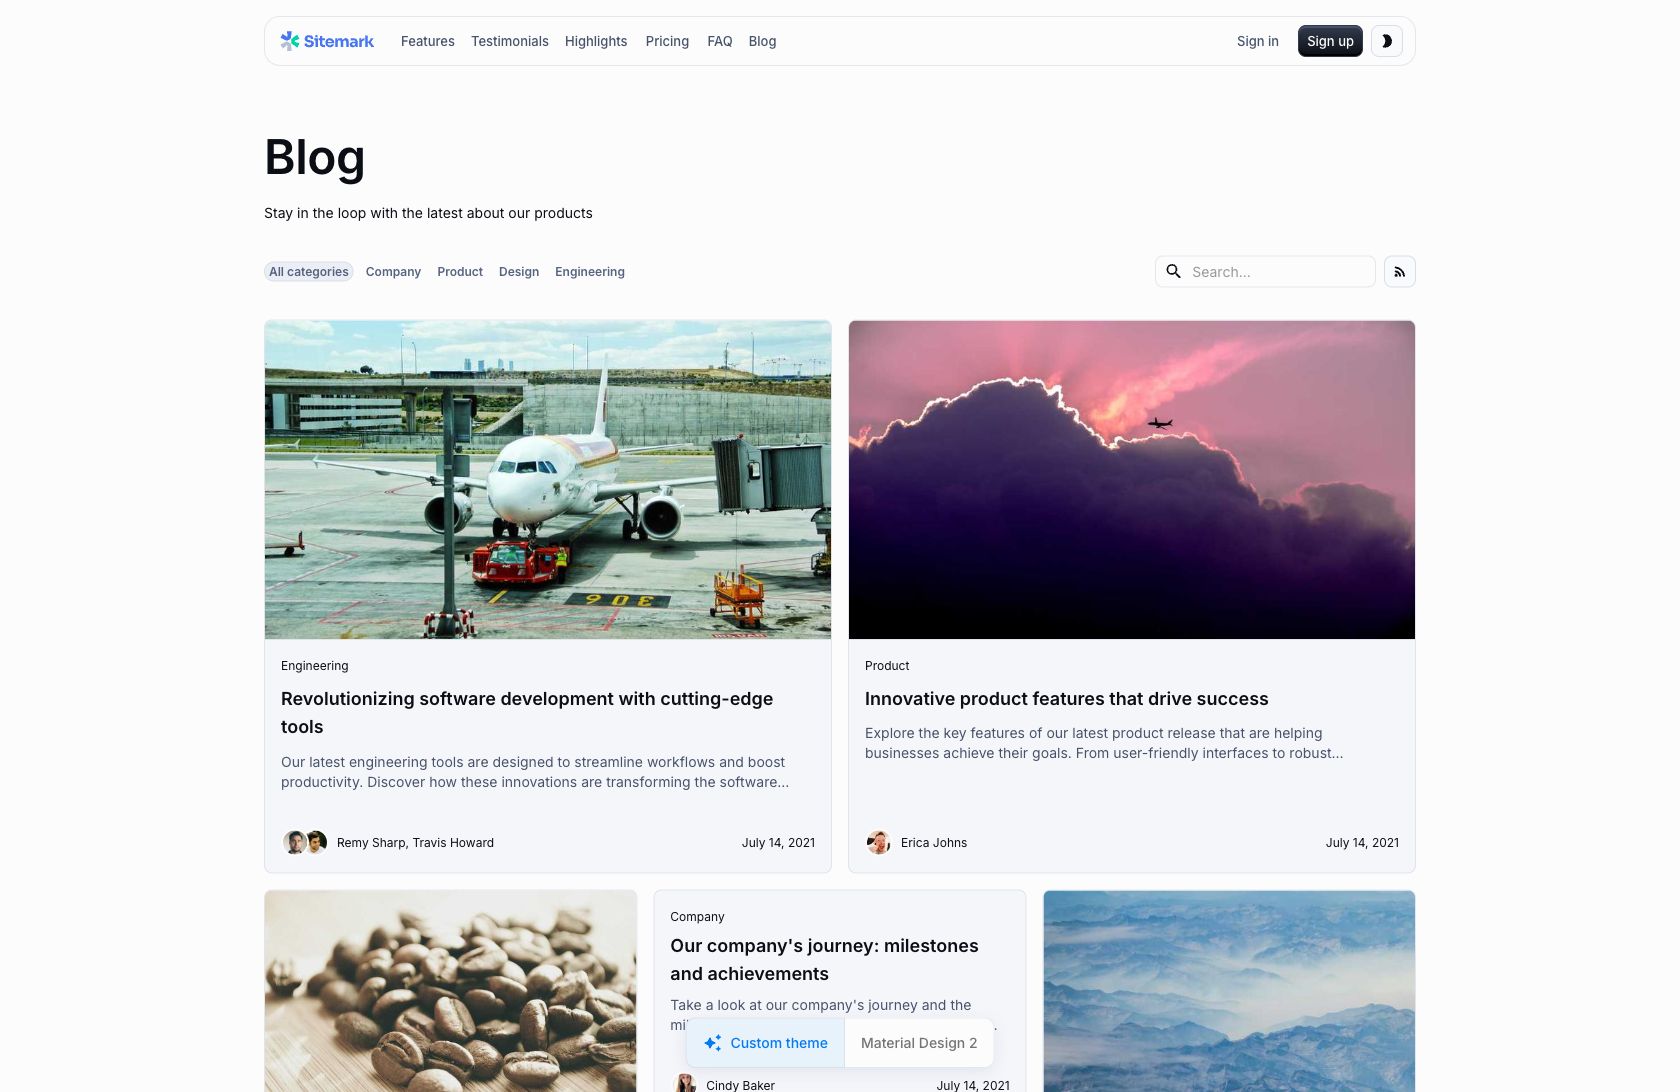 Sitemark
Features
Testimonials
Highlights
Pricing
FAQ
Blog
Sign in
Sign up
Blog
Stay in the loop with the latest about our products
All categories
Company
Product
Design
Engineering
Search…
Engineering
Revolutionizing software development with cutting-edge
tools
Our latest engineering tools are designed to streamline workflows and boost
productivity. Discover how these innovations are transforming the software…
Remy Sharp, Travis Howard
July 14, 2021
Product
Innovative product features that drive success
Explore the key features of our latest product release that are helping
businesses achieve their goals. From user-friendly interfaces to robust…
Erica Johns
July 14, 2021
Company
Our company's journey: milestones
and achievements
Take a look at our company's journey and the
Custom theme
Material Design 2
Cindy Baker
July 14, 2021